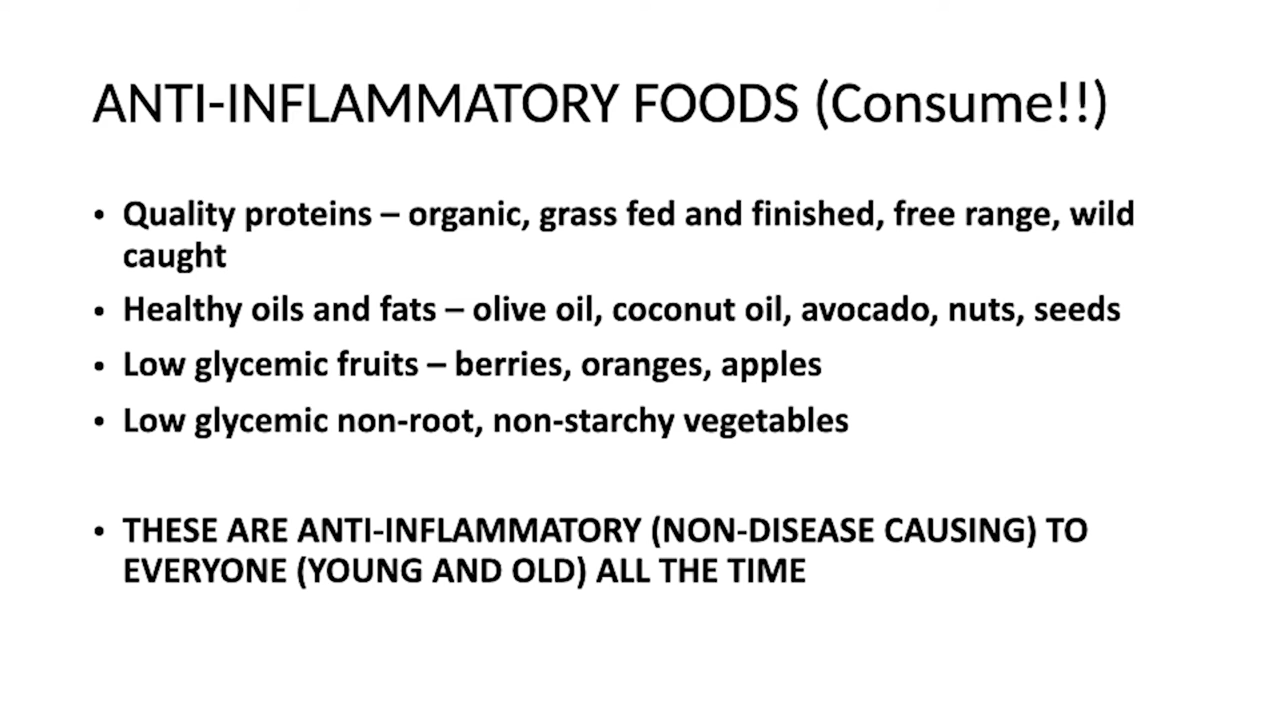 ANTI-INFLAMMATORY FOODS (Consume!!)
• Quality proteins – organic, grass fed and finished, free range, wild
caught
• Healthy oils and fats – olive oil, coconut oil, avocado, nuts, seeds
• Low glycemic fruits – berries, oranges, apples
• Low glycemic non-root, non-starchy vegetables
• THESE ARE ANTI-INFLAMMATORY (NON-DISEASE CAUSING) TO
EVERYONE (YOUNG AND OLD) ALL THE TIME